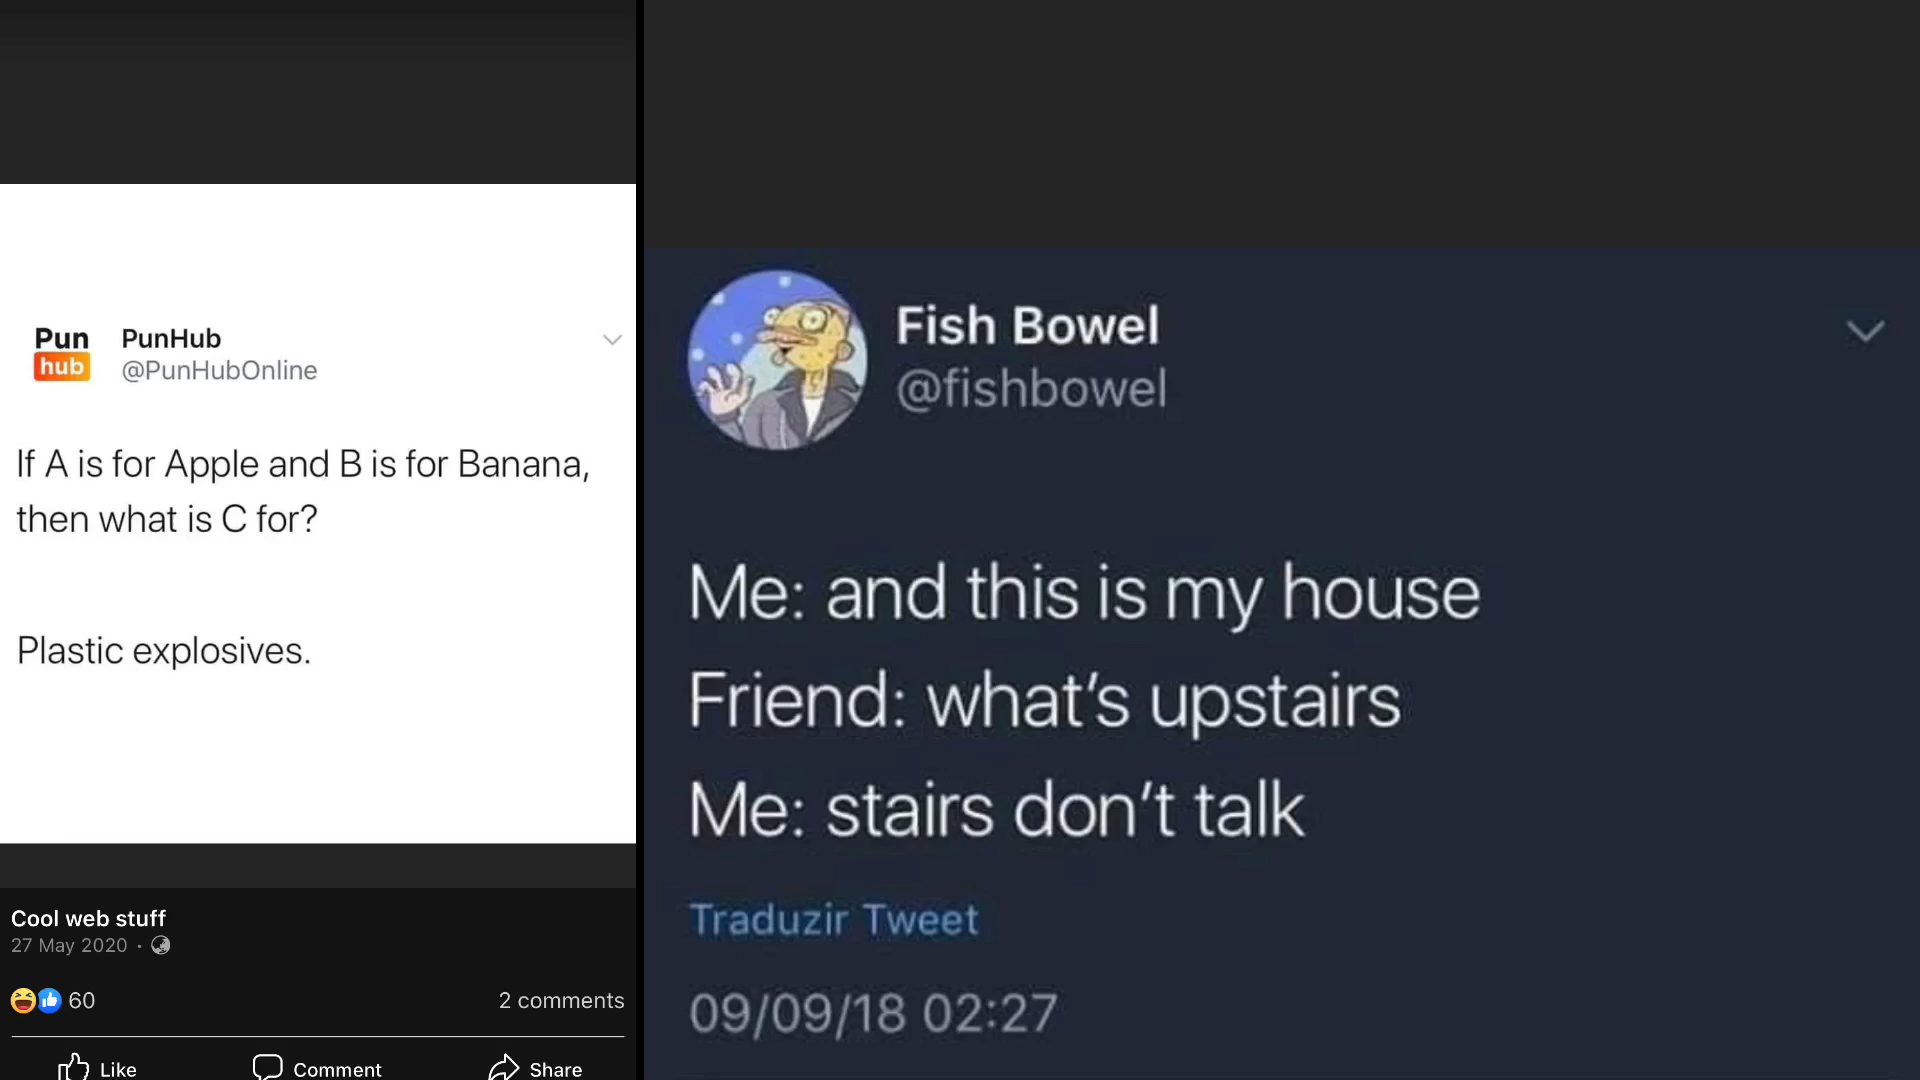 Pun
hub
PunHub
@PunHubOnline
If A is for Apple and B is for Banana,
then what is C for?
Plastic explosives.
Cool web stuff
27 May 2020 ·
60
2 comments
Like
Comment
Share
Fish Bowel
@fishbowel
Me: and this is my house
Friend: what's upstairs
Me: stairs don't talk
Traduzir Tweet
09/09/18 02:27